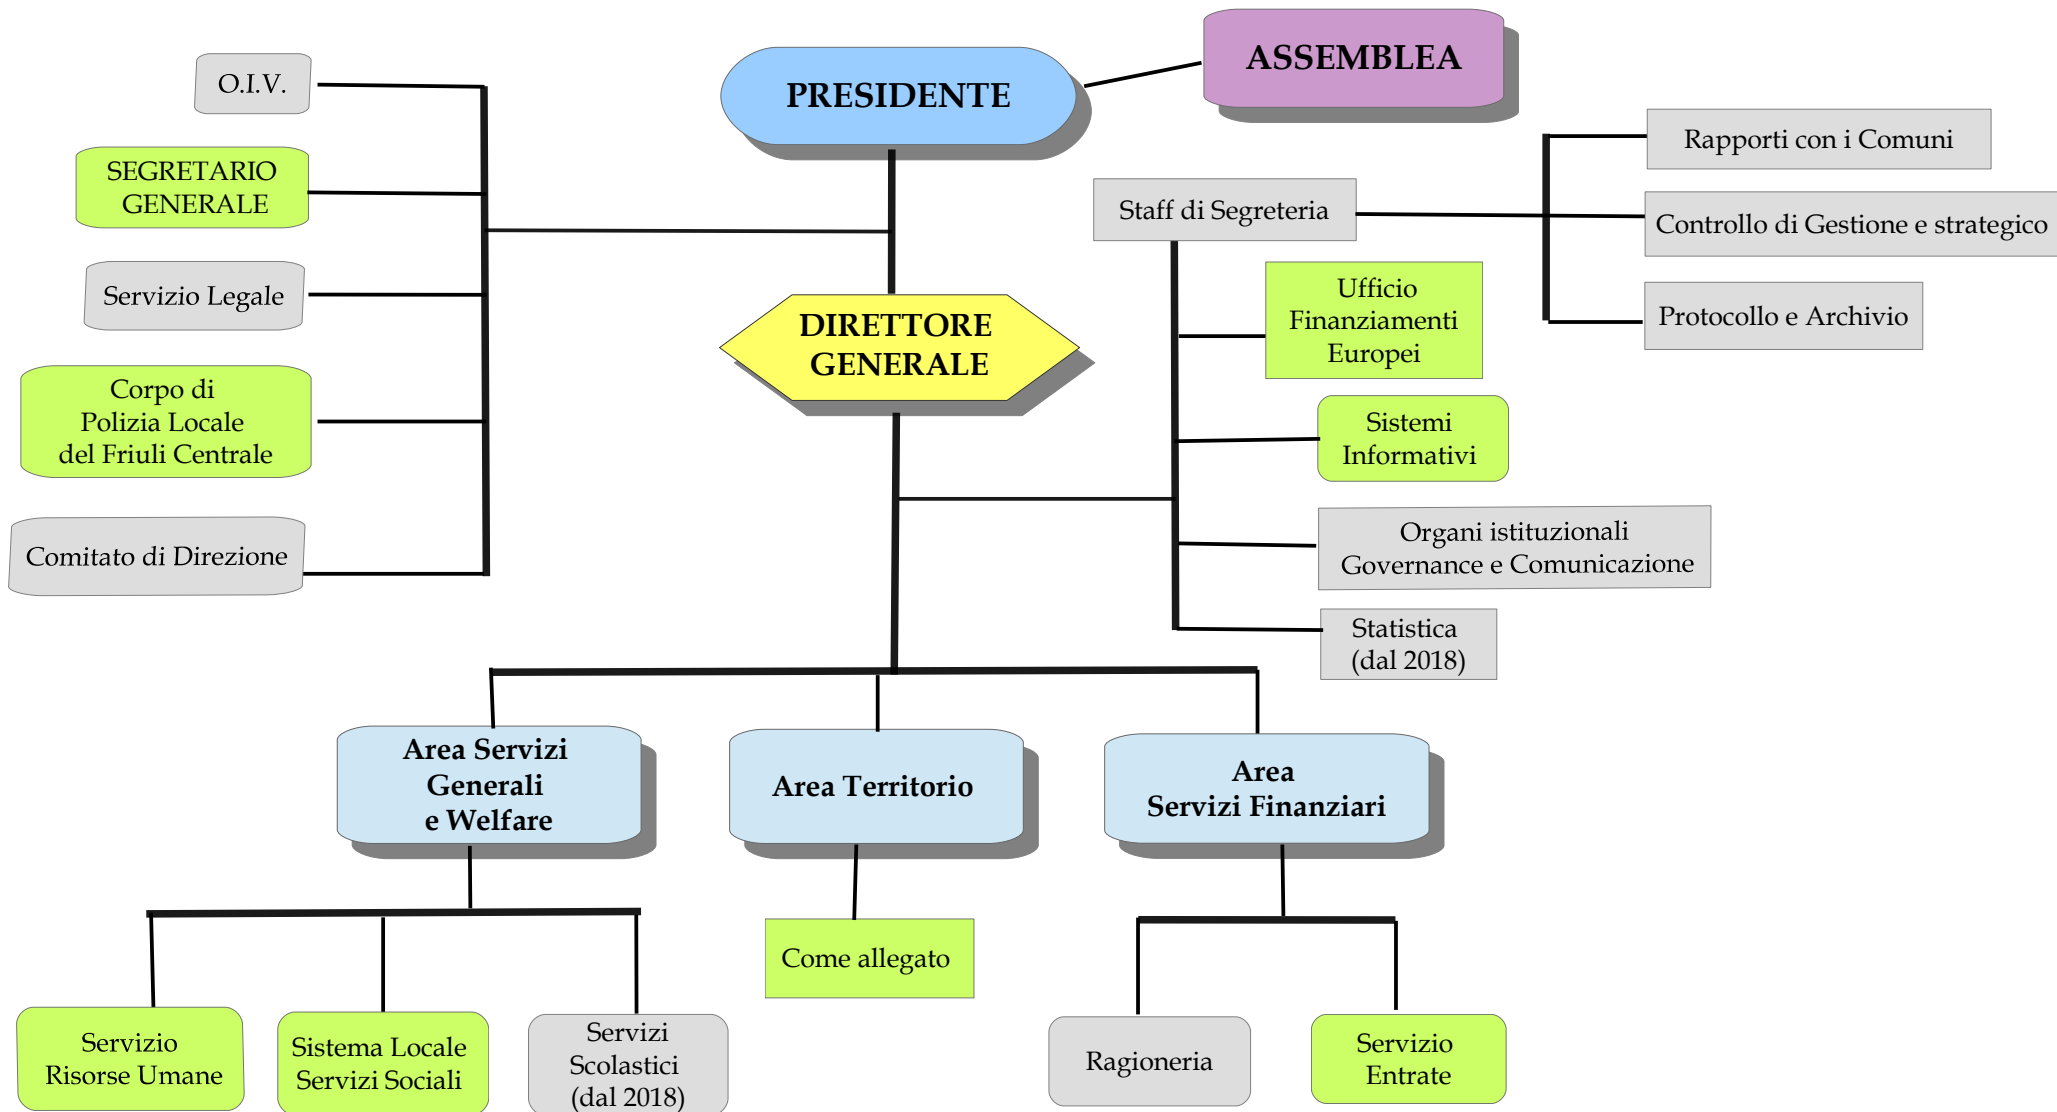 ASSEMBLEA
PRESIDENTE
O.I.V.
SEGRETARIO
GENERALE
Servizio Legale
Corpo di
Polizia Locale
del Friuli Centrale
Comitato di Direzione
Rapporti con i Comuni
Staff di Segreteria
Controllo di Gestione e strategico
Protocollo e Archivio
Ufficio
Finanziamenti
Europei
DIRETTORE
GENERALE
Sistemi
Informativi
Organi istituzionali
Governance e Comunicazione
Statistica
(dal 2018)
Area Servizi
Generali
e Welfare
Area Territorio
Area
Servizi Finanziari
Come allegato
Servizio
Risorse Umane
Sistema Locale
Servizi Sociali
Servizi
Scolastici
(dal 2018)
Ragioneria
Servizio
Entrate